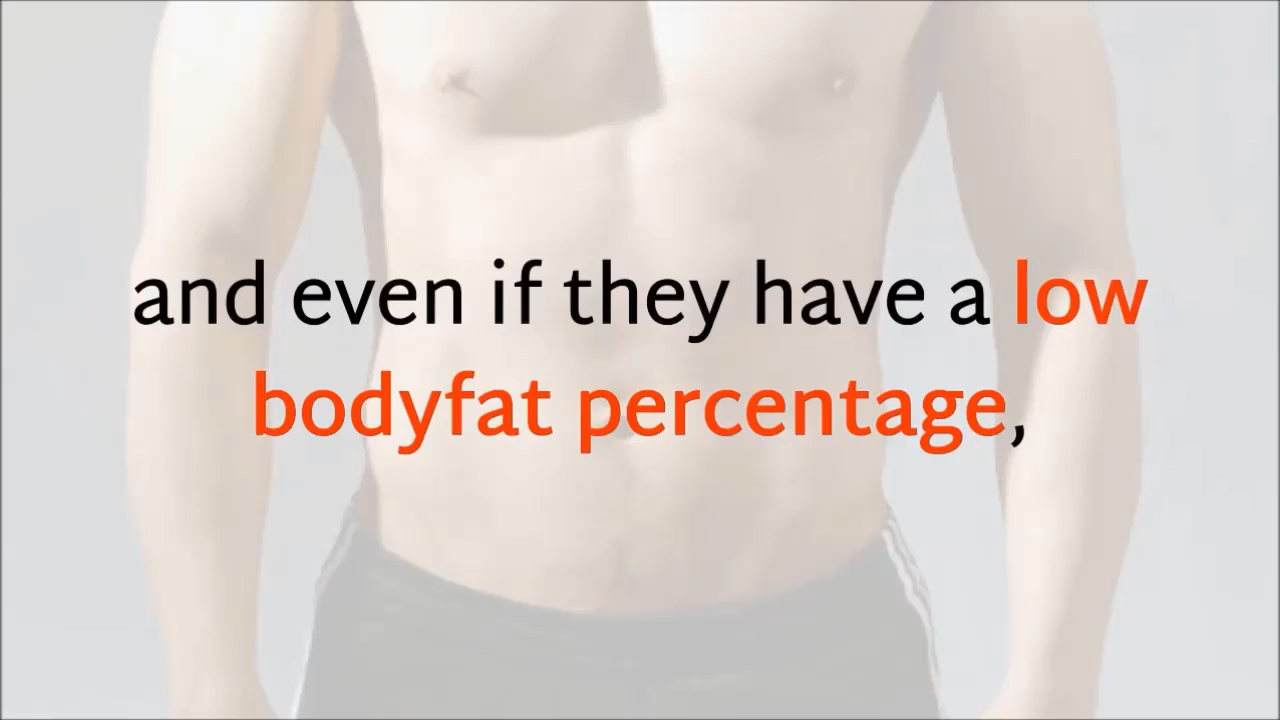 and even if they have a low
bodyfat percentage,